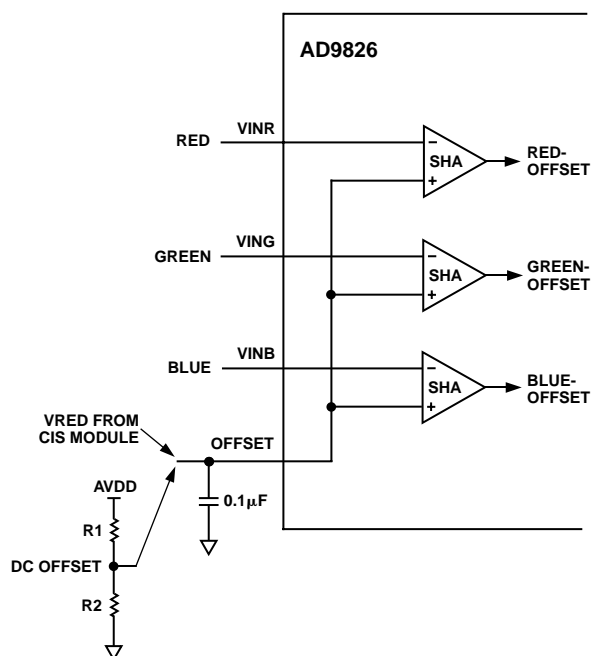 AD9826
VINR
RED
−
SHA
+
RED-
OFFSET
VING
GREEN
−
SHA
+
GREEN-
OFFSET
VINB
BLUE
−
SHA
+
BLUE-
OFFSET
VRED FROM
CIS MODULE
OFFSET
AVDD
0.1μF
R1
DC OFFSET
R2